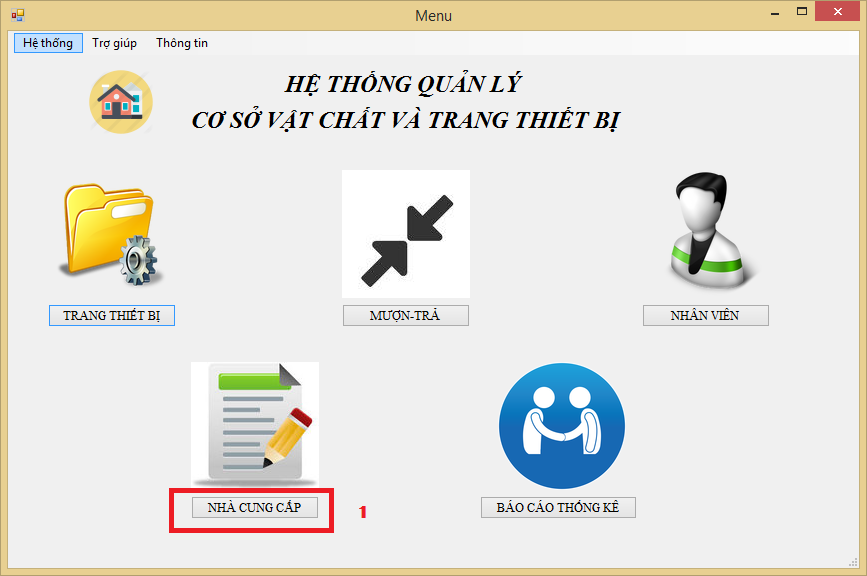 Menu
Hệ thống Trợ giúp Thông tin
HỆ THỐNG QUẢN LÝ
CƠ SỞ VẬT CHẤT VÀ TRANG THIẾT BỊ
TRANG THIẾT BỊ
MƯỢN-TRẢ
NHÂN VIÊN
NHÀ CUNG CẤP
1
BÁO CÁO THỐNG KÊ